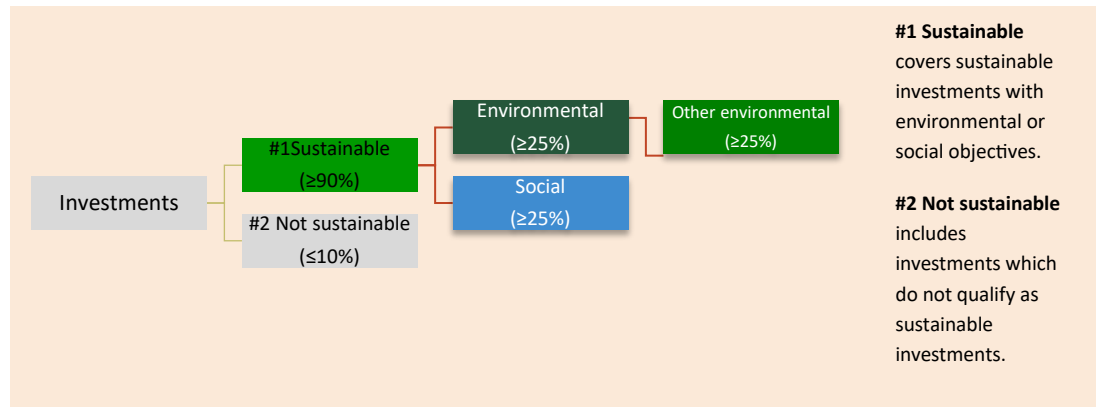 Investments
#1Sustainable
(≥90%)
#2 Not sustainable
(≤10%)
Environmental
(≥25%)
Social
(≥25%)
Other environmental
(≥25%)
#1 Sustainable
covers sustainable
investments with
environmental or
social objectives.
#2 Not sustainable
includes
investments which
do not qualify as
sustainable
investments.